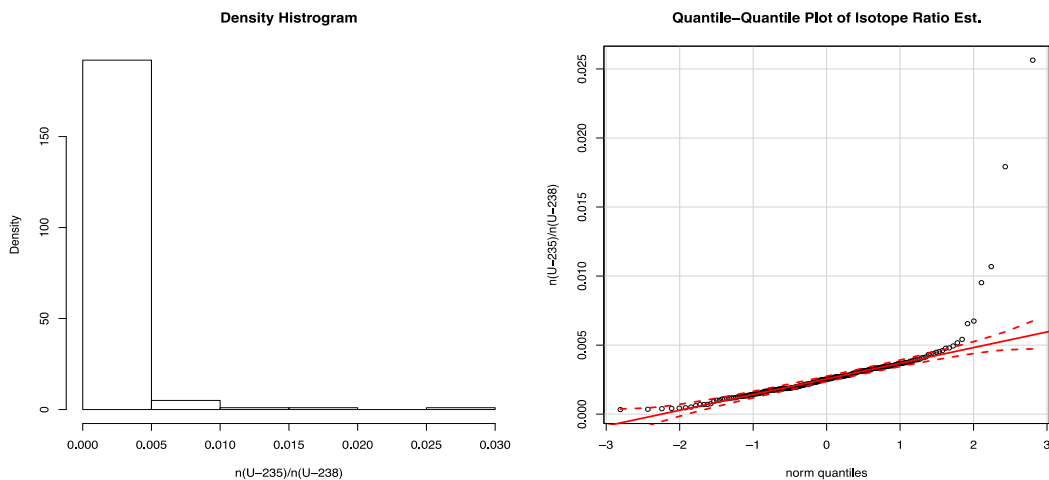 Density Histrogram
150
100
50
0
Density
0.000 0.005 0.010 0.015 0.020 0.025 0.030
n(U−235)/n(U−238)
Quantile−Quantile Plot of Isotope Ratio Est.
0.025
0.020
0.015
0.010
0.005
0.000
n(U−235)/n(U−238)
−3 −2 −1 0 1 2 3
norm quantiles